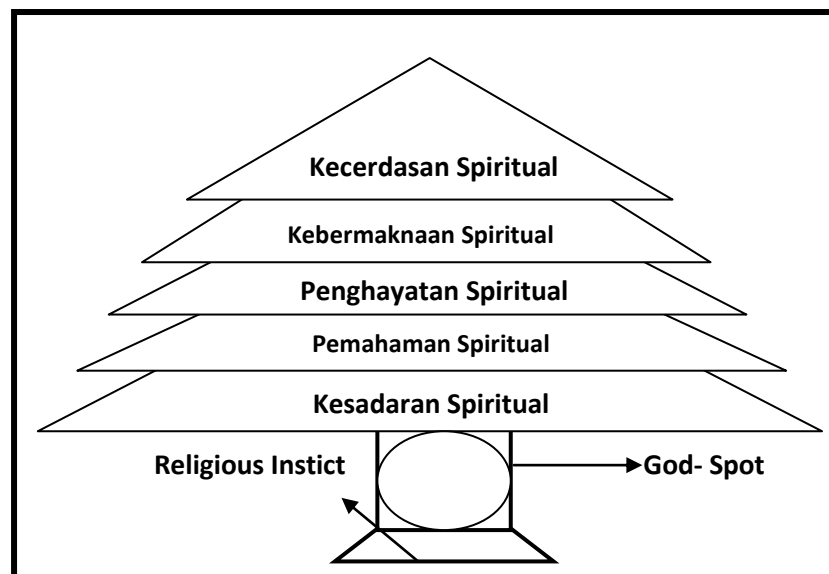 Kecerdasan Spiritual
Kebermaknaan Spiritual
Penghayatan Spiritual
Pemahaman Spiritual
Kesadaran Spiritual
Religious Instict
God- Spot